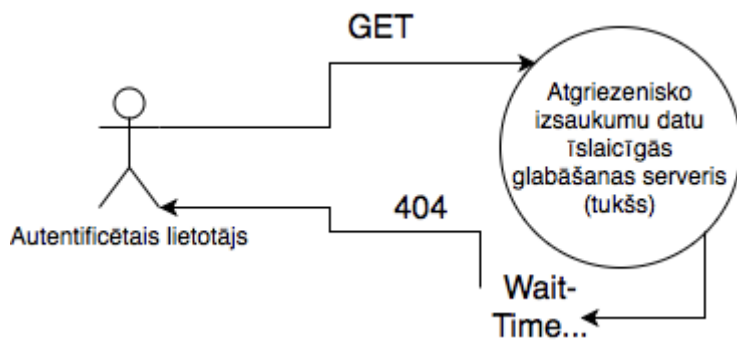 GET
Atgriezenisko
izsaukumu datu
īslaicīgās
glabāšanas serveris
(tukšs)
Autentificētais lietotājs
404
Wait-
Time...